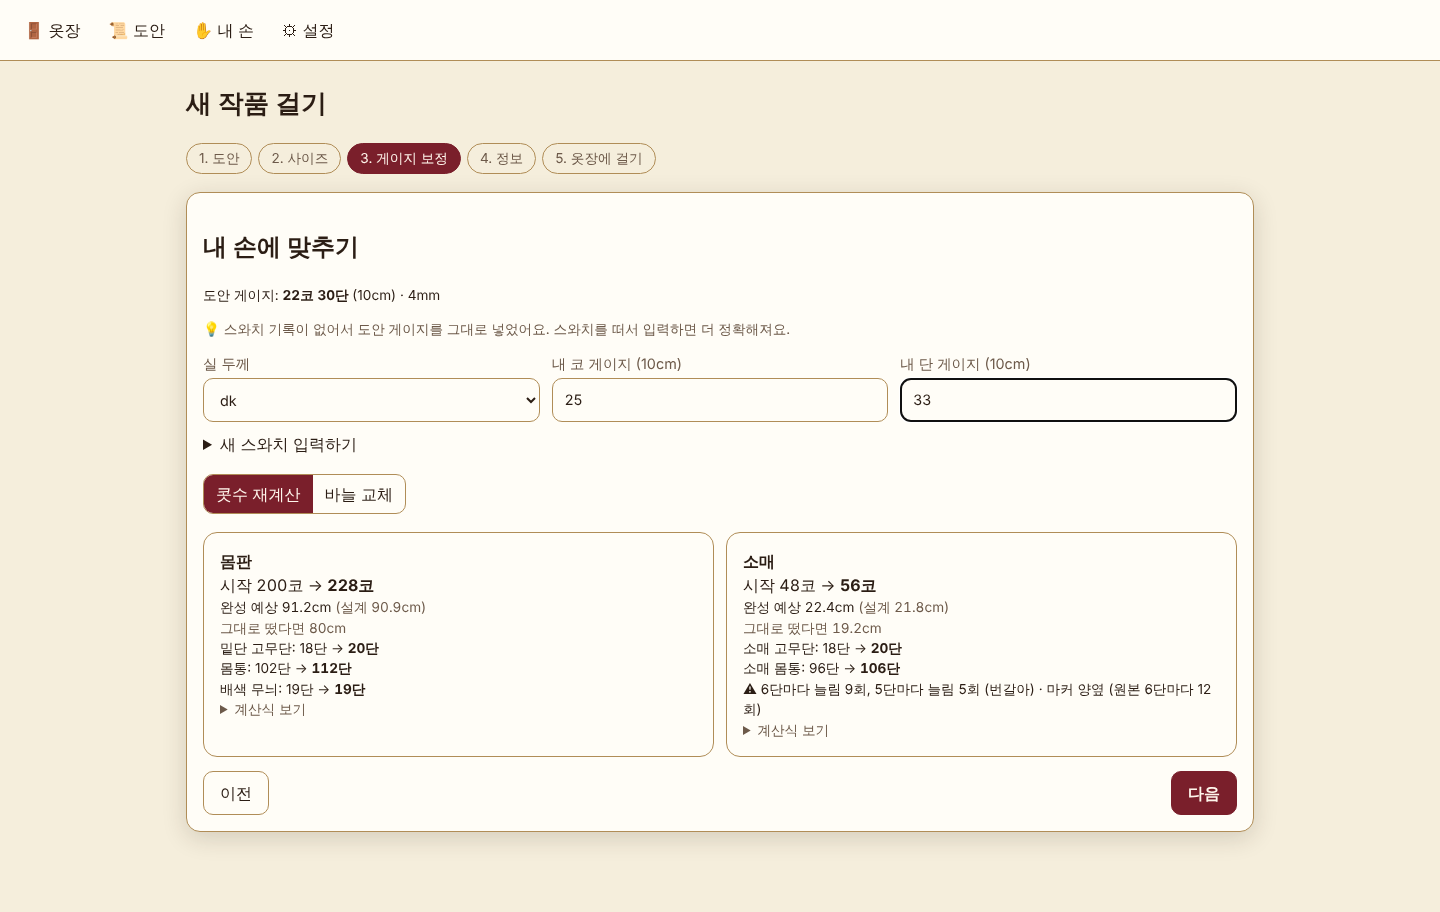 🚪 옷장 📜 도안 ✋ 내 손 ⚙ 설정
새 작품 걸기
1. 도안 2. 사이즈 3. 게이지 보정 4. 정보 5. 옷장에 걸기
내 손에 맞추기
도안 게이지: 22코 30단 (10cm) · 4mm
💡 스와치 기록이 없어서 도안 게이지를 그대로 넣었어요. 스와치를 떠서 입력하면 더 정확해져요.
실 두께 내 코 게이지 (10cm) 내 단 게이지 (10cm)
dk 25 33
▶ 새 스와치 입력하기
콧수 재계산 바늘 교체
몸판
시작 200코 → 228코
완성 예상 91.2cm (설계 90.9cm)
그대로 떴다면 80cm
밑단 고무단: 18단 → 20단
몸통: 102단 → 112단
배색 무늬: 19단 → 19단
▶ 계산식 보기
소매
시작 48코 → 56코
완성 예상 22.4cm (설계 21.8cm)
그대로 떴다면 19.2cm
소매 고무단: 18단 → 20단
소매 몸통: 96단 → 106단
⚠ 6단마다 늘림 9회, 5단마다 늘림 5회 (번갈아) · 마커 양옆 (원본 6단마다 12
회)
▶ 계산식 보기
이전 다음